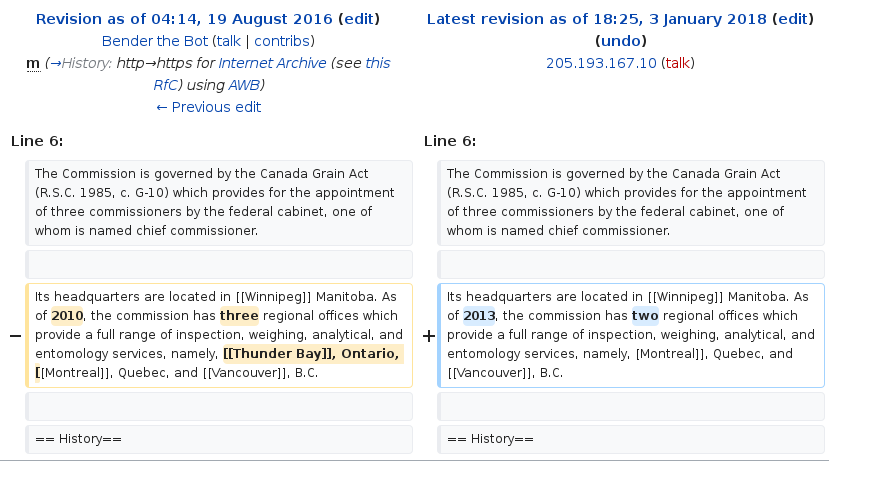 Revision as of 04:14, 19 August 2016 (edit)
Bender the Bot (talk | contribs)
m (→History: http→https for Internet Archive (see this
RfC) using AWB)
← Previous edit
Latest revision as of 18:25, 3 January 2018 (edit)
(undo)
205.193.167.10 (talk)
Line 6:
Line 6:
The Commission is governed by the Canada Grain Act
(R.S.C. 1985, c. G-10) which provides for the appointment
of three commissioners by the federal cabinet, one of
whom is named chief commissioner.
The Commission is governed by the Canada Grain Act
(R.S.C. 1985, c. G-10) which provides for the appointment
of three commissioners by the federal cabinet, one of
whom is named chief commissioner.
−
Its headquarters are located in [[Winnipeg]] Manitoba. As
of 2010, the commission has three regional offices which
provide a full range of inspection, weighing, analytical, and
entomology services, namely, [[Thunder Bay]], Ontario,
[[Montreal]], Quebec, and [[Vancouver]], B.C.
+
Its headquarters are located in [[Winnipeg]] Manitoba. As
of 2013, the commission has two regional offices which
provide a full range of inspection, weighing, analytical, and
entomology services, namely, [Montreal]], Quebec, and
[[Vancouver]], B.C.
== History==
== History==